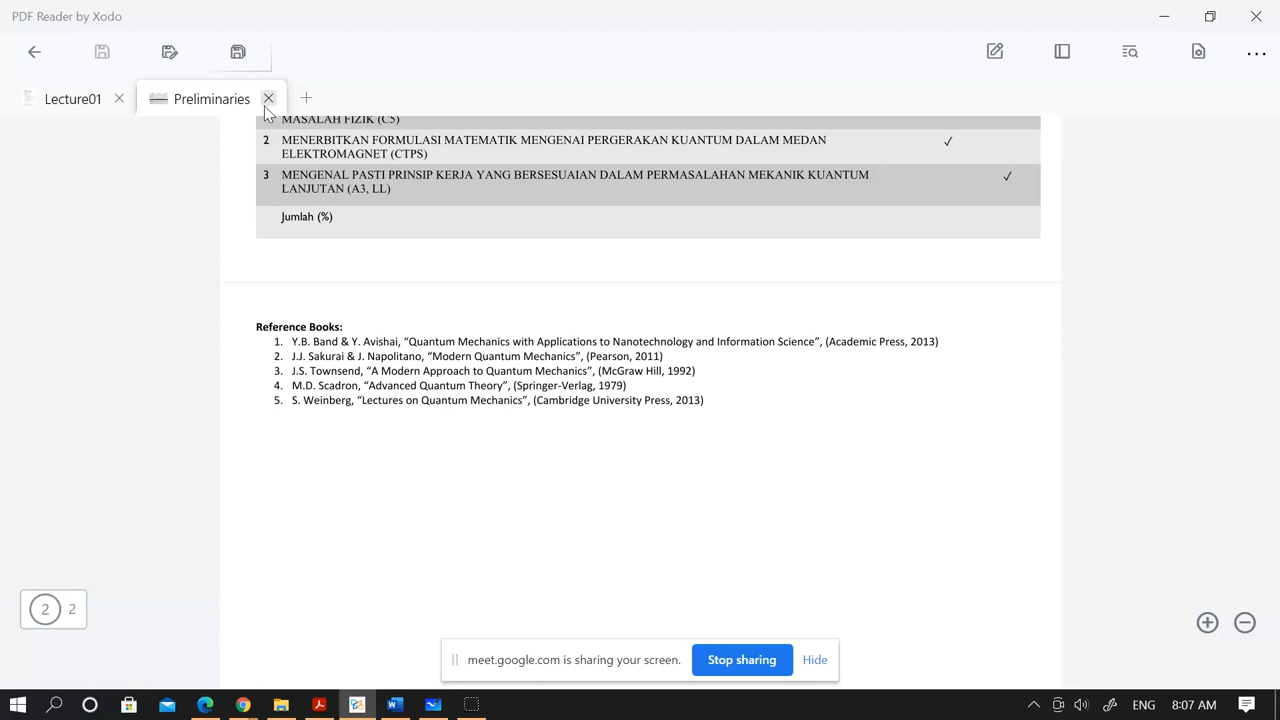 PDF Reader by Xodo
Lecture01
Preliminaries
MASALAH FIZIK (C5)
2 MENERBITKAN FORMULASI MATEMATIK MENGENAI PERGERAKAN KUANTUM DALAM MEDAN ✓
ELEKTROMAGNET (CTPS)
3 MENGENAL PASTI PRINSIP KERJA YANG BERSESUAIAN DALAM PERMASALAHAN MEKANIK KUANTUM ✓
LANJUTAN (A3, LL)
Jumlah (%)
Reference Books:
1. Y.B. Band & Y. Avishai, “Quantum Mechanics with Applications to Nanotechnology and Information Science”, (Academic Press, 2013)
2. J.J. Sakurai & J. Napolitano, “Modern Quantum Mechanics”, (Pearson, 2011)
3. J.S. Townsend, “A Modern Approach to Quantum Mechanics”, (McGraw Hill, 1992)
4. M.D. Scadron, “Advanced Quantum Theory”, (Springer-Verlag, 1979)
5. S. Weinberg, “Lectures on Quantum Mechanics”, (Cambridge University Press, 2013)
2 2
meet.google.com is sharing your screen. Stop sharing Hide
ENG 8:07 AM